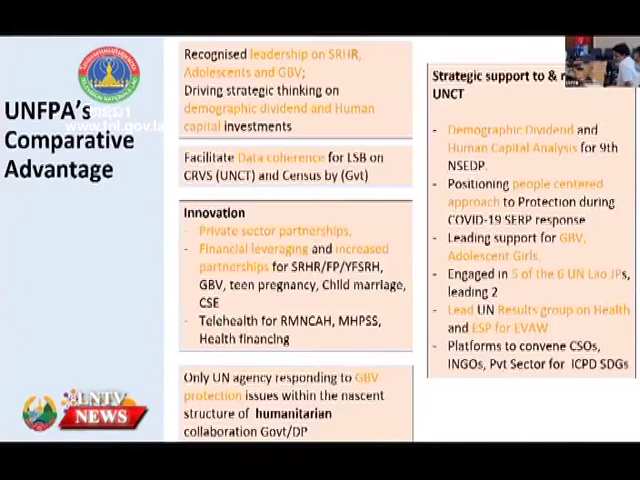 UNFPA's
Comparative
Advantage
www.tnl.gov.la
Recognised leadership on SRHR,
Adolescents and GBV;
Driving strategic thinking on
demographic dividend and Human
capital investments
Facilitate Data coherence for LSB on
CRVS (UNCT) and Census by (Gvt)
Innovation
- Private sector partnerships,
- Financial leveraging and increased
partnerships for SRHR/FP/YFSRH,
GBV, teen pregnancy, Child marriage,
CSE
- Telehealth for RMNCAH, MHPSS,
Health financing
Only UN agency responding to GBV
protection issues within the nascent
structure of humanitarian
collaboration Govt/DP
Strategic support to &
UNCT
- Demographic Dividend and
Human Capital Analysis for 9th
NSEDP.
- Positioning people centered
approach to Protection during
COVID-19 SERP response
- Leading support for GBV,
Adolescent Girls.
- Engaged in 5 of the 6 UN Lao JPs,
leading 2
- Lead UN Results group on Health
and ESP for EVAW
- Platforms to convene CSOs,
INGOs, Pvt Sector for ICPD SDGs
LNTV
NEWS